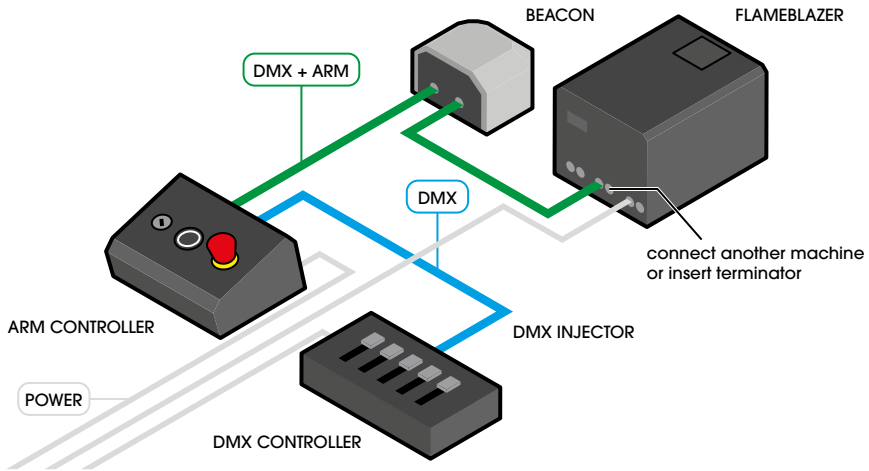 BEACON
FLAMEBLAZER
DMX + ARM
DMX
connect another machine
or insert terminator
ARM CONTROLLER
DMX INJECTOR
POWER
DMX CONTROLLER